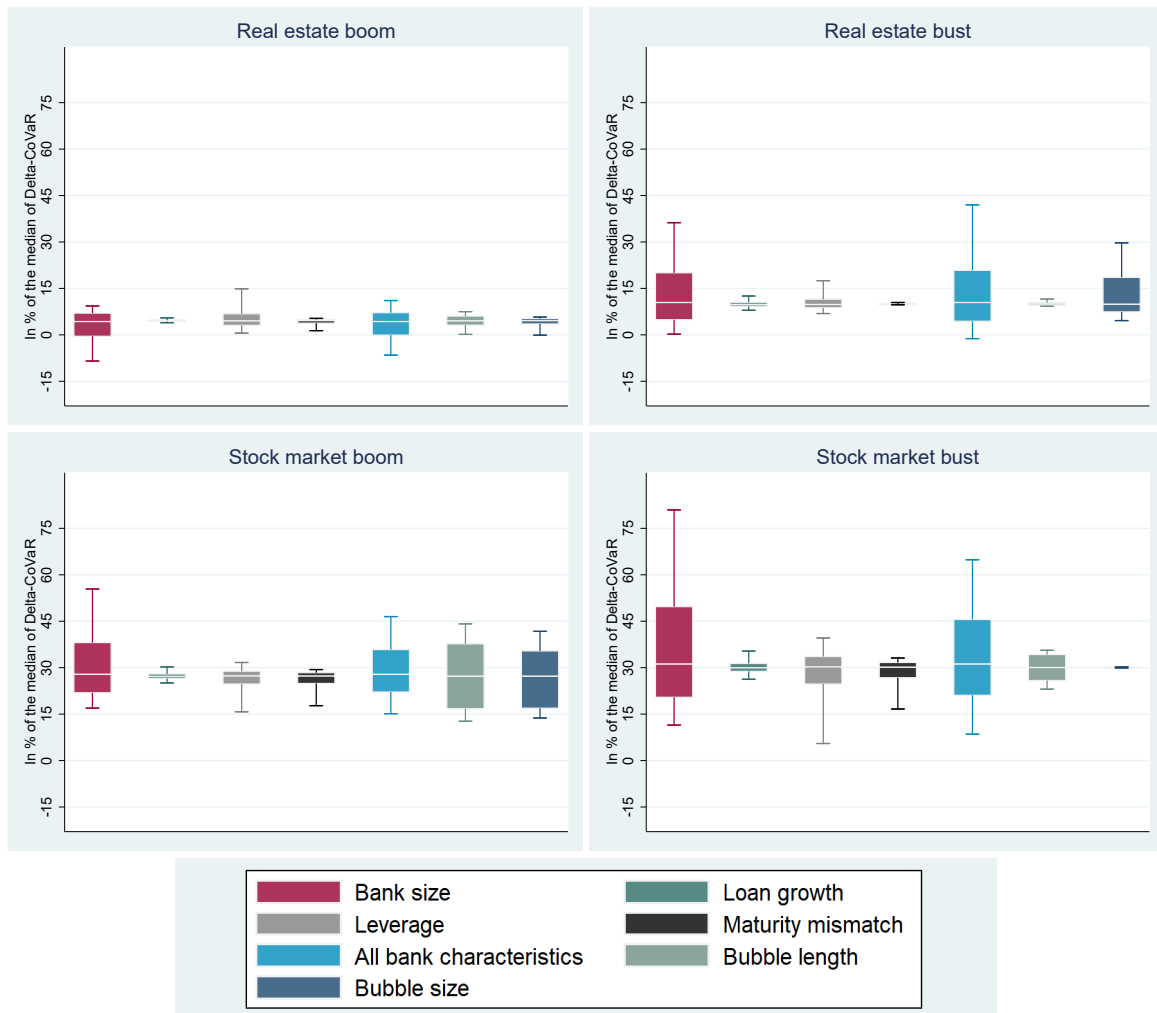 Real estate boom
In % of the median of Delta-CoVaR
75
60
45
30
15
0
-15
Real estate bust
In % of the median of Delta-CoVaR
75
60
45
30
15
0
-15
Stock market boom
In % of the median of Delta-CoVaR
75
60
45
30
15
0
-15
Stock market bust
In % of the median of Delta-CoVaR
75
60
45
30
15
0
-15
Bank size
Loan growth
Leverage
Maturity mismatch
All bank characteristics
Bubble length
Bubble size